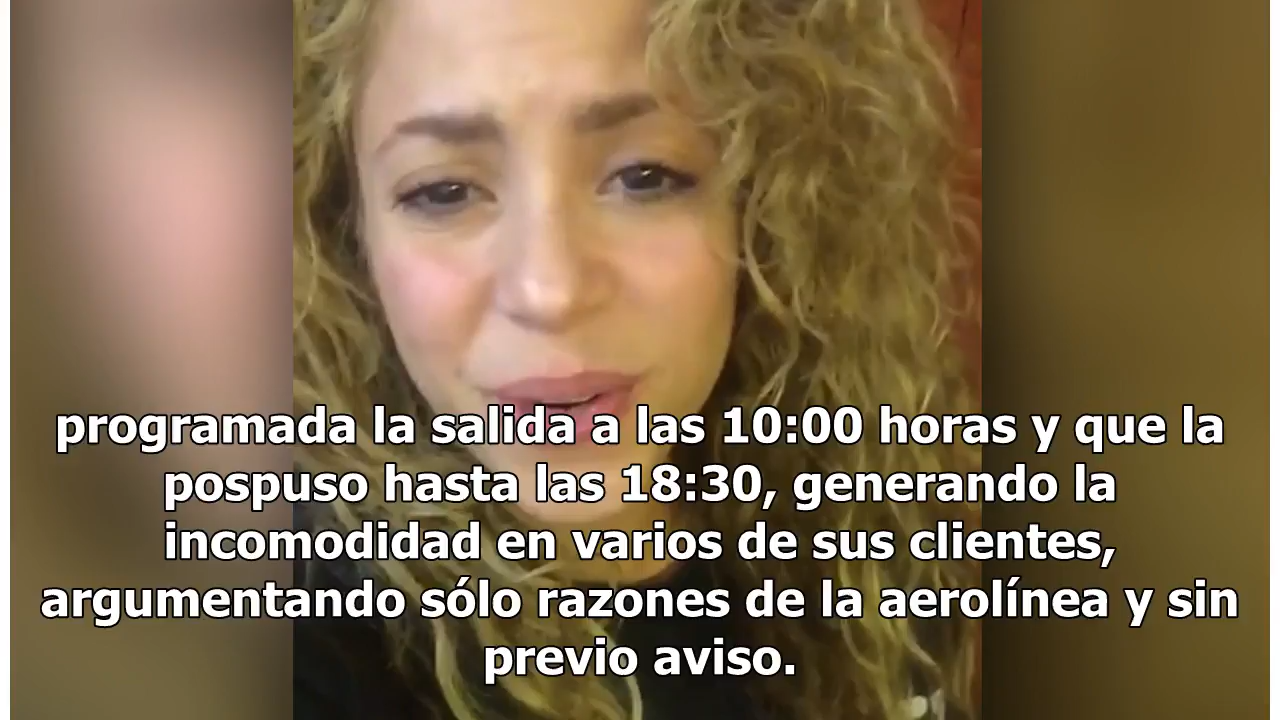 programada la salida a las 10:00 horas y que la
pospuso hasta las 18:30, generando la
incomodidad en varios de sus clientes,
argumentando sólo razones de la aerolínea y sin
previo aviso.